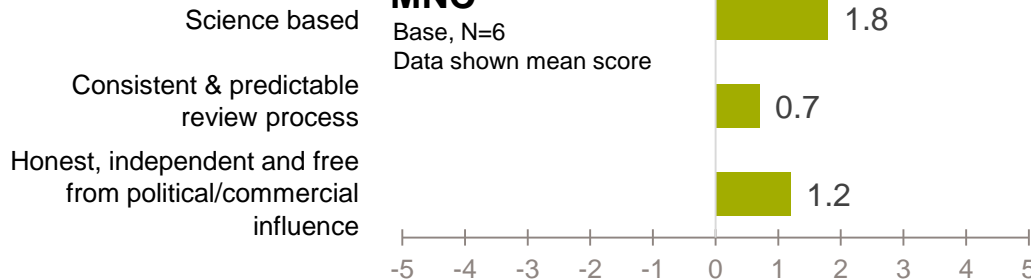 Science based
MNC
Base, N=6
Data shown mean score
1.8
Consistent & predictable
review process
0.7
Honest, independent and free
from political/commercial
influence
1.2
-5 -4 -3 -2 -1 0 1 2 3 4 5